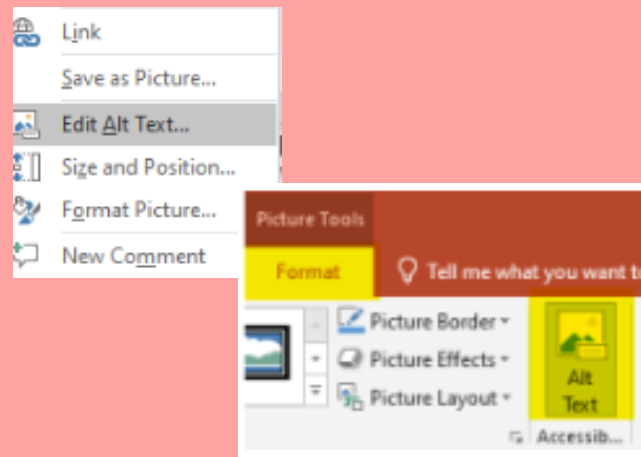 Link
Save as Picture...
Edit Alt Text...
Size and Position...
Format Picture...
New Comment
Picture Tools
Format
Tell me what you want to
Picture Border
Picture Effects
Picture Layout
Alt
Text
Accessib...